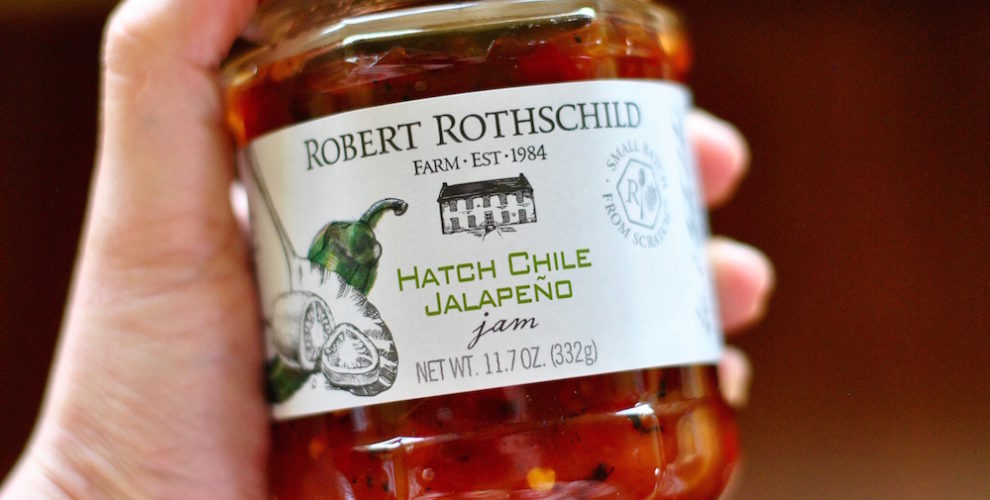 ROBERT ROTHSCHILD
FARM · EST · 1984
HATCH CHILE
JALAPEÑO
jam
NET WT. 11.7 OZ. (332g)
· SMALL BATCH ·
R
FROM SCRATCH